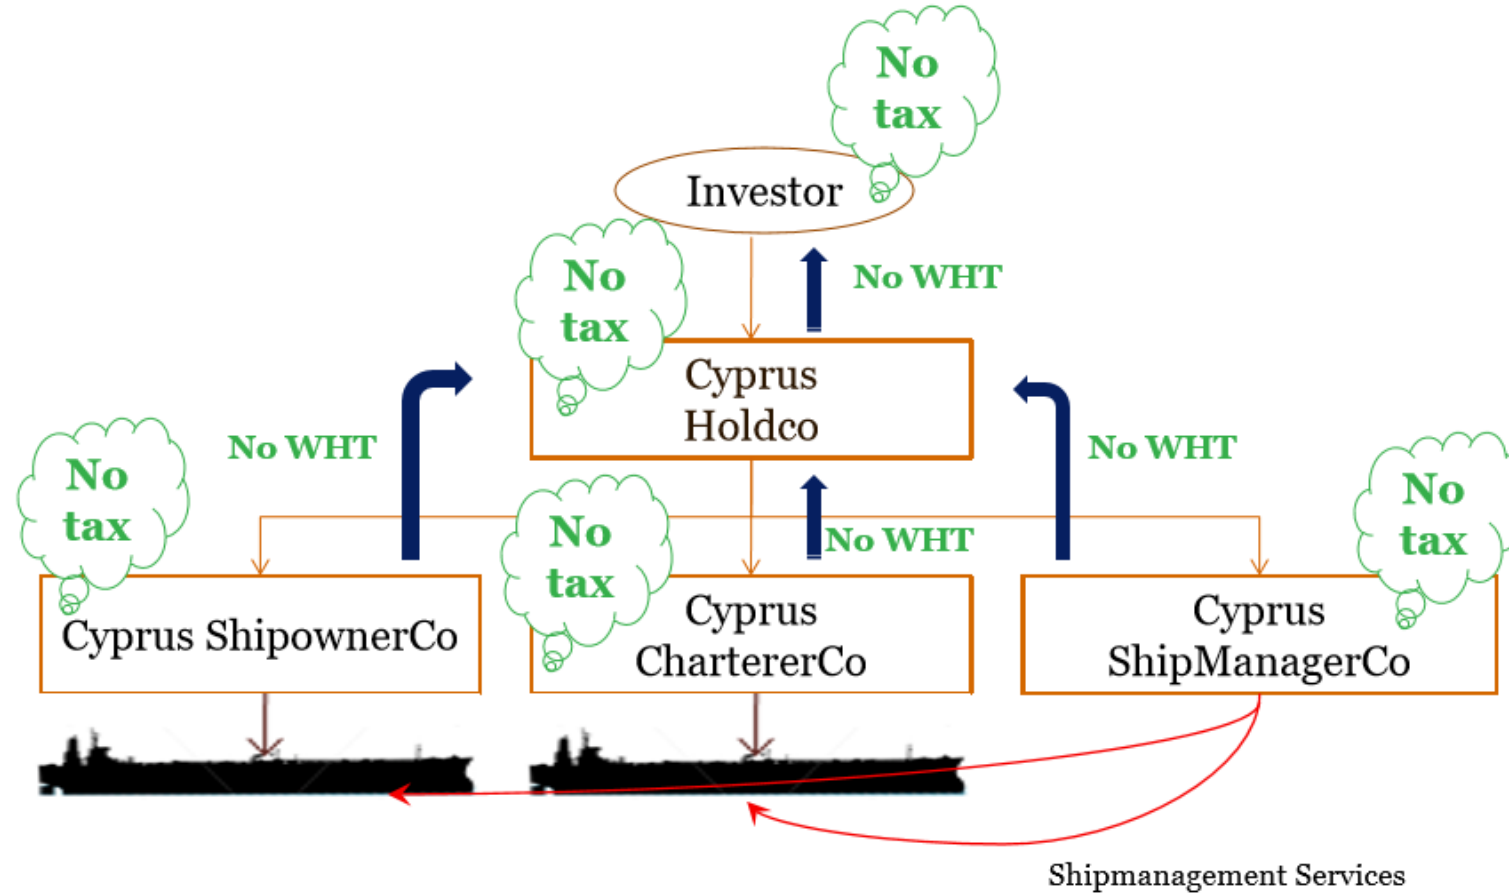 No
tax
Investor
No
tax
No WHT
Cyprus
Holdco
No WHT
No WHT
No
tax
No
tax
No WHT
No
tax
Cyprus ShipownerCo
Cyprus
ChartererCo
Cyprus
ShipManagerCo
Shipmanagement Services